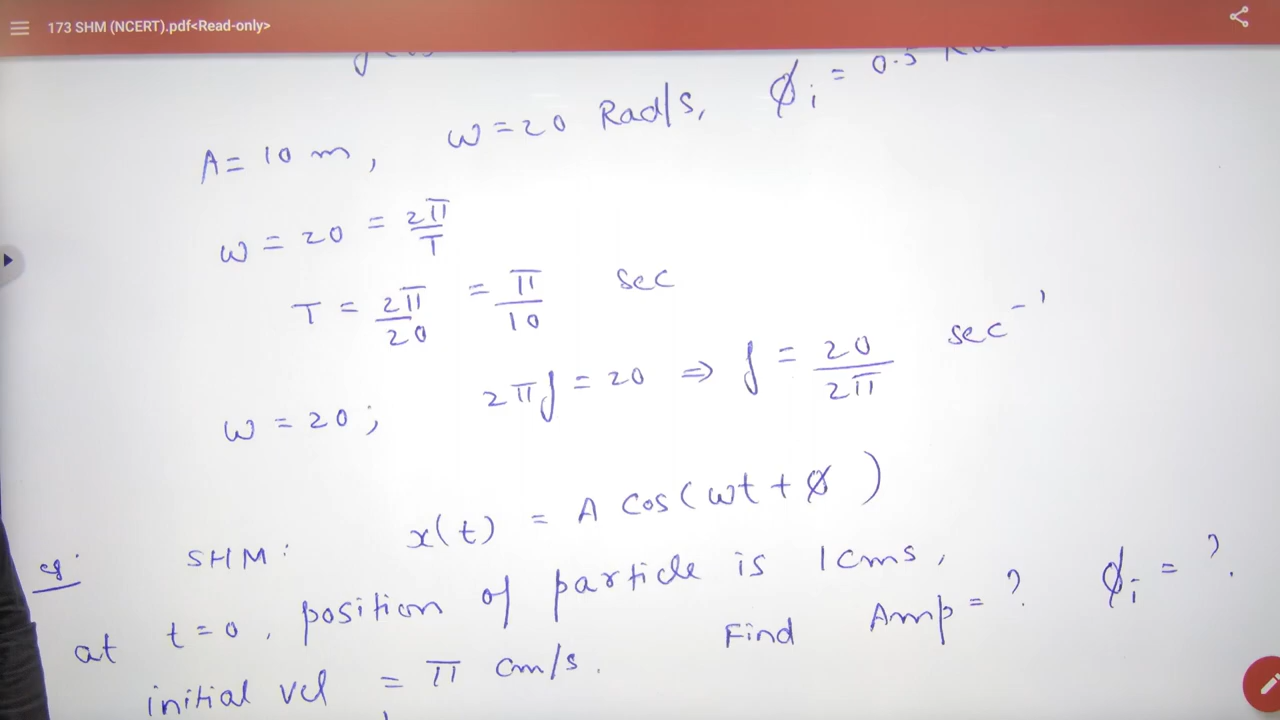 173 SHM (NCERT).pdf<Read-only>
A = 10 m, ω = 20 Rad/s, ϕi = 0.5
ω = 20 = 2π/T
T = 2π/20 = π/10 sec
ω = 20; 2πf = 20 ⇒ f = 20/2π sec⁻¹
eg: SHM: x(t) = A cos(ωt + ϕ)
at t = 0, position of particle is 1 cms,
initial vel = π cm/s. Find Amp = ? ϕi = ?.